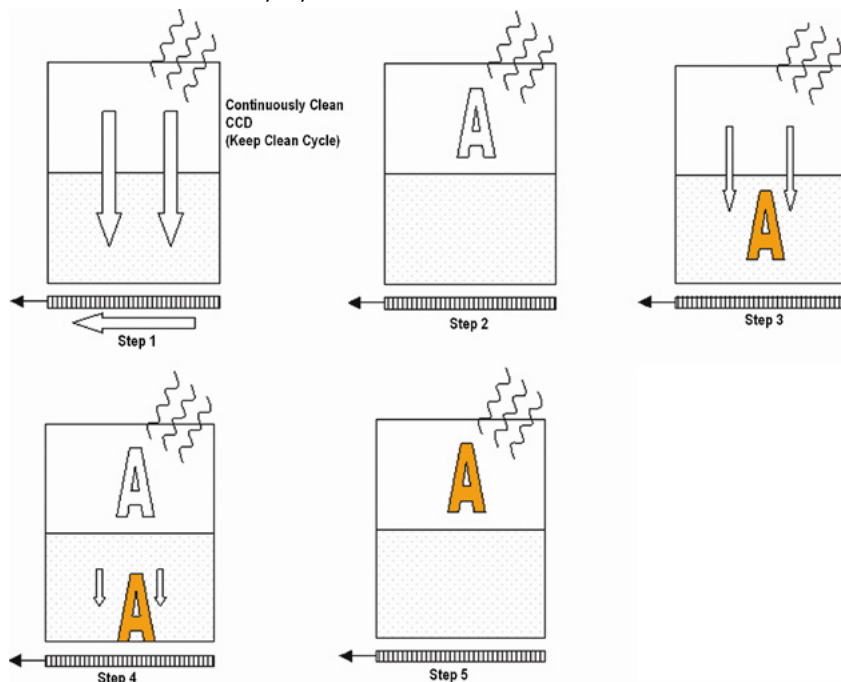 Continuously Clean
CCD
(Keep Clean Cycle)
A
A
Step 1
Step 2
Step 3
A
A
A
Step 4
Step 5